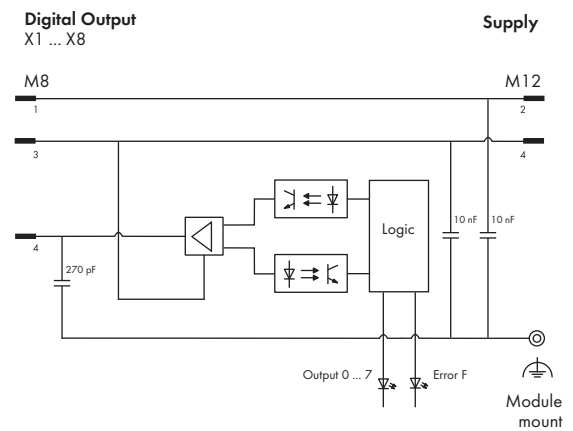 Digital Output
X1 ... X8
Supply
M8
M12
1
2
3
4
Logic
10 nF
10 nF
4
270 pF
Output 0 ... 7
Error F
Module
mount